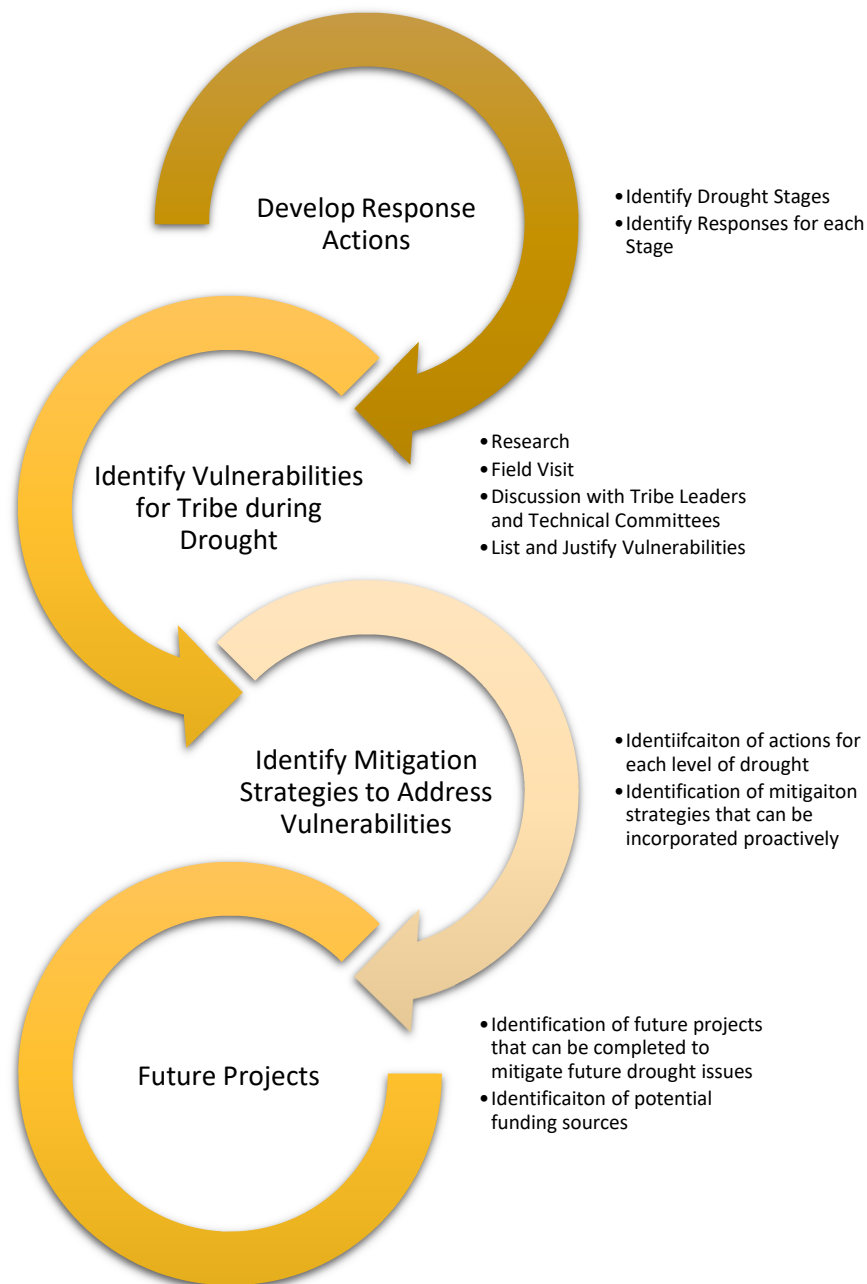 Develop Response
Actions
•Identify Drought Stages
•Identify Responses for each
Stage
Identify Vulnerabilities
for Tribe during
Drought
•Research
•Field Visit
•Discussion with Tribe Leaders
and Technical Committees
•List and Justify Vulnerabilities
Identify Mitigation
Strategies to Address
Vulnerabilities
•Identiifcaiton of actions for
each level of drought
•Identification of mitigaiton
strategies that can be
incorporated proactively
Future Projects
•Identification of future projects
that can be completed to
mitigate future drought issues
•Identificaiton of potential
funding sources